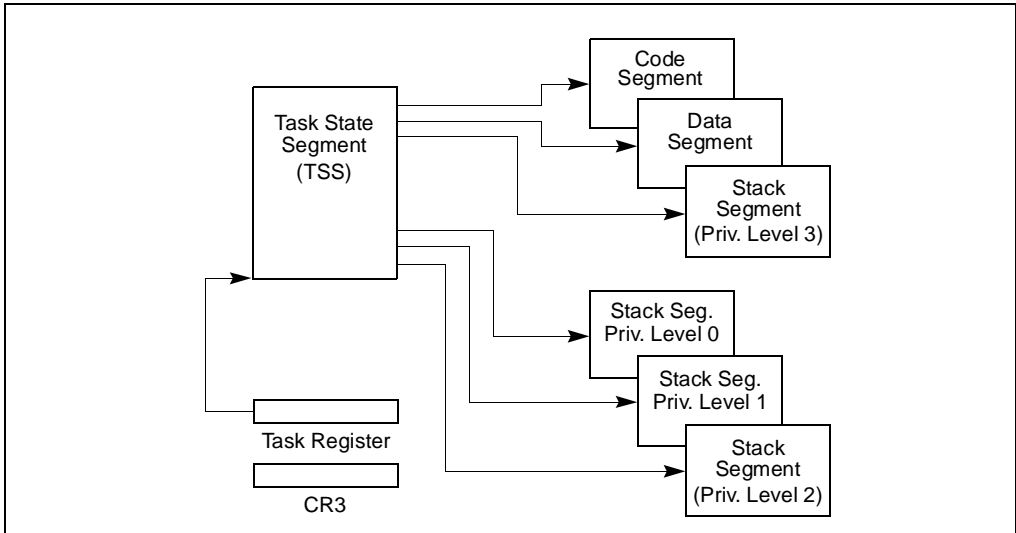 Code
Segment
Task State
Segment
(TSS)
Data
Segment
Stack
Segment
(Priv. Level 3)
Stack Seg.
Priv. Level 0
Stack Seg.
Priv. Level 1
Task Register
Stack
Segment
(Priv. Level 2)
CR3